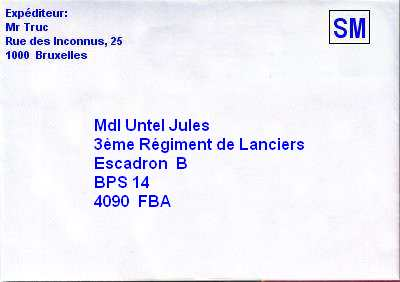 Expéditeur:
Mr Truc
Rue des Inconnus, 25
1000 Bruxelles
SM
Mdl Untel Jules
3ème Régiment de Lanciers
Escadron B
BPS 14
4090 FBA